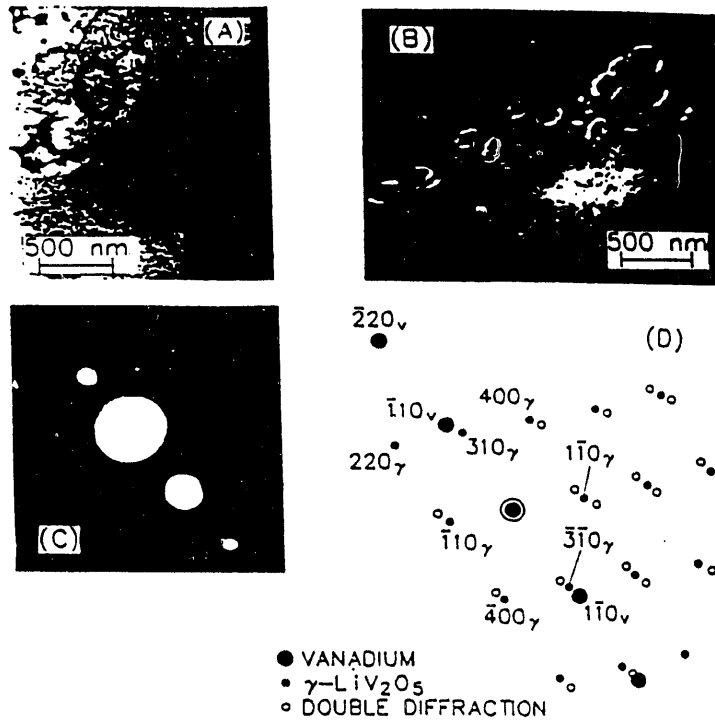 (A)
500 nm
(B)
500 nm
(C)
(D)
2̄20ᵥ
1̄10ᵥ
400γ
310γ
220γ
11̄0γ
1̄10γ
3̄1̄0γ
4̄00γ
11̄0ᵥ
● VANADIUM
• γ-LiV₂O₅
○ DOUBLE DIFFRACTION